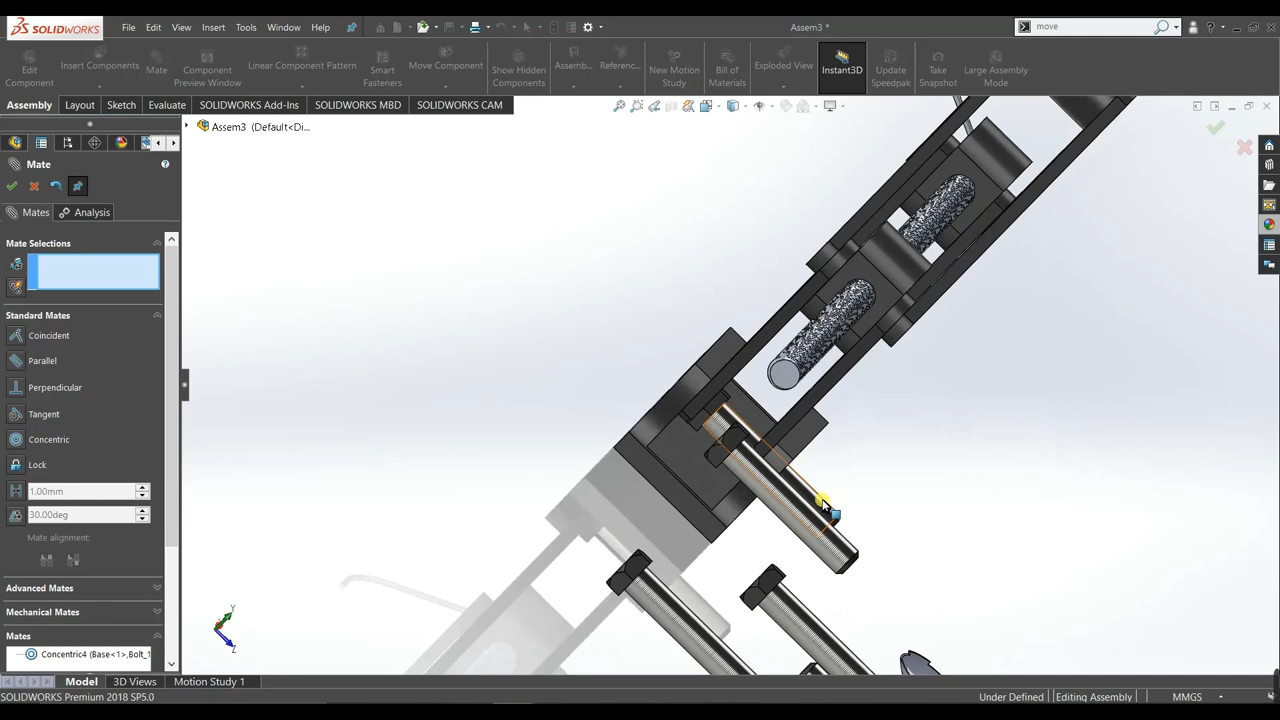 SOLIDWORKS File Edit View Insert Tools Window Help Assem3 * move ?
Edit Component Insert Components Mate Component Preview Window Linear Component Pattern Smart Fasteners Move Component Show Hidden Components Assemb... Referenc... New Motion Study Bill of Materials Exploded View Instant3D Update Speedpak Take Snapshot Large Assembly Mode
Assembly Layout Sketch Evaluate SOLIDWORKS Add-Ins SOLIDWORKS MBD SOLIDWORKS CAM
Assem3 (Default<Di...
Mate
Mates Analysis
Mate Selections
Standard Mates
Coincident
Parallel
Perpendicular
Tangent
Concentric
Lock
1.00mm
30.00deg
Mate alignment:
Advanced Mates
Mechanical Mates
Mates
Concentric4 (Base<1>,Bolt_1
Y
Z
Model 3D Views Motion Study 1
SOLIDWORKS Premium 2018 SP5.0 Under Defined Editing Assembly MMGS